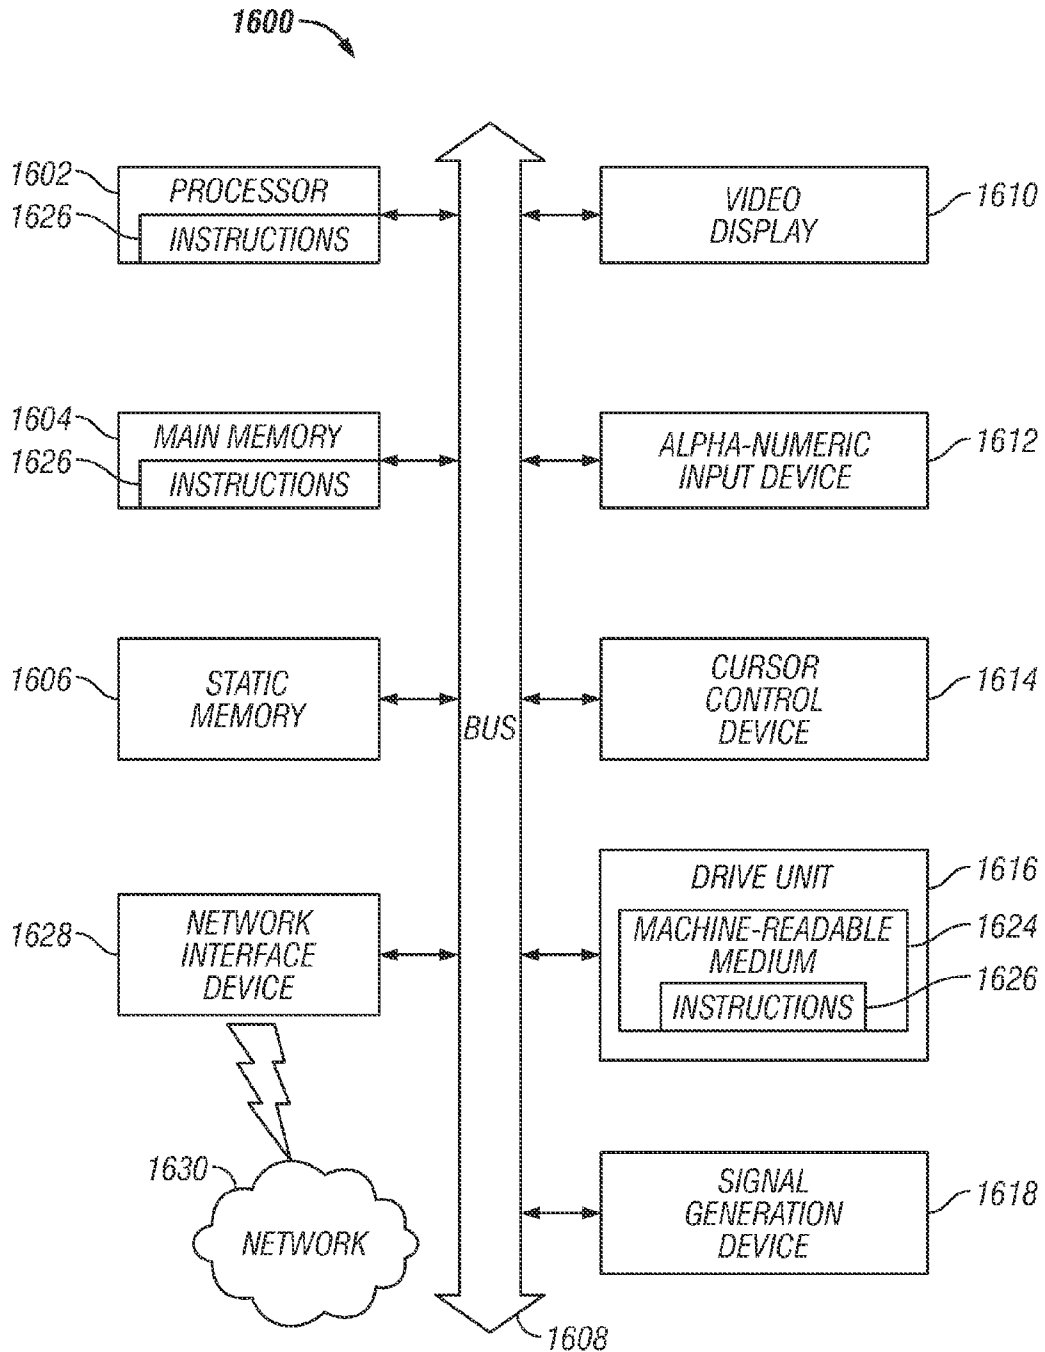 1600
1602
PROCESSOR
1626
INSTRUCTIONS
VIDEO
DISPLAY
1610
1604
MAIN MEMORY
1626
INSTRUCTIONS
ALPHA-NUMERIC
INPUT DEVICE
1612
1606
STATIC
MEMORY
BUS
CURSOR
CONTROL
DEVICE
1614
1628
NETWORK
INTERFACE
DEVICE
DRIVE UNIT
1616
MACHINE-READABLE
MEDIUM
1624
INSTRUCTIONS
1626
1630
NETWORK
SIGNAL
GENERATION
DEVICE
1618
1608